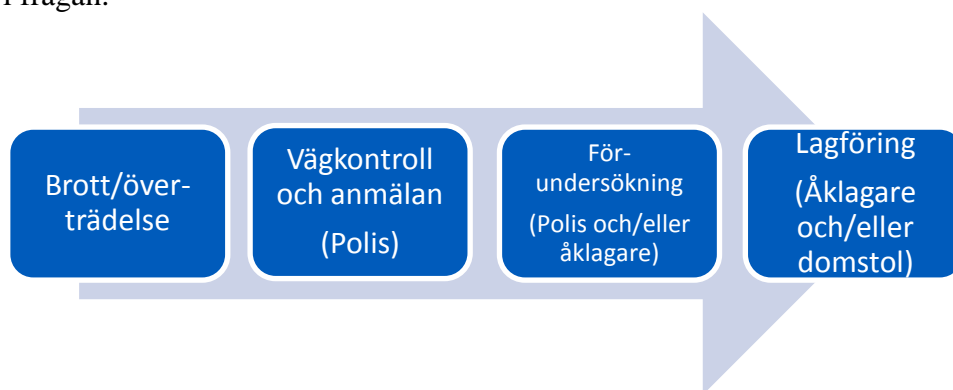 i frågan.
Brott/över-
trädelse
Vägkontroll
och anmälan
(Polis)
För-
undersökning
(Polis och/eller
åklagare)
Lagföring
(Åklagare
och/eller
domstol)